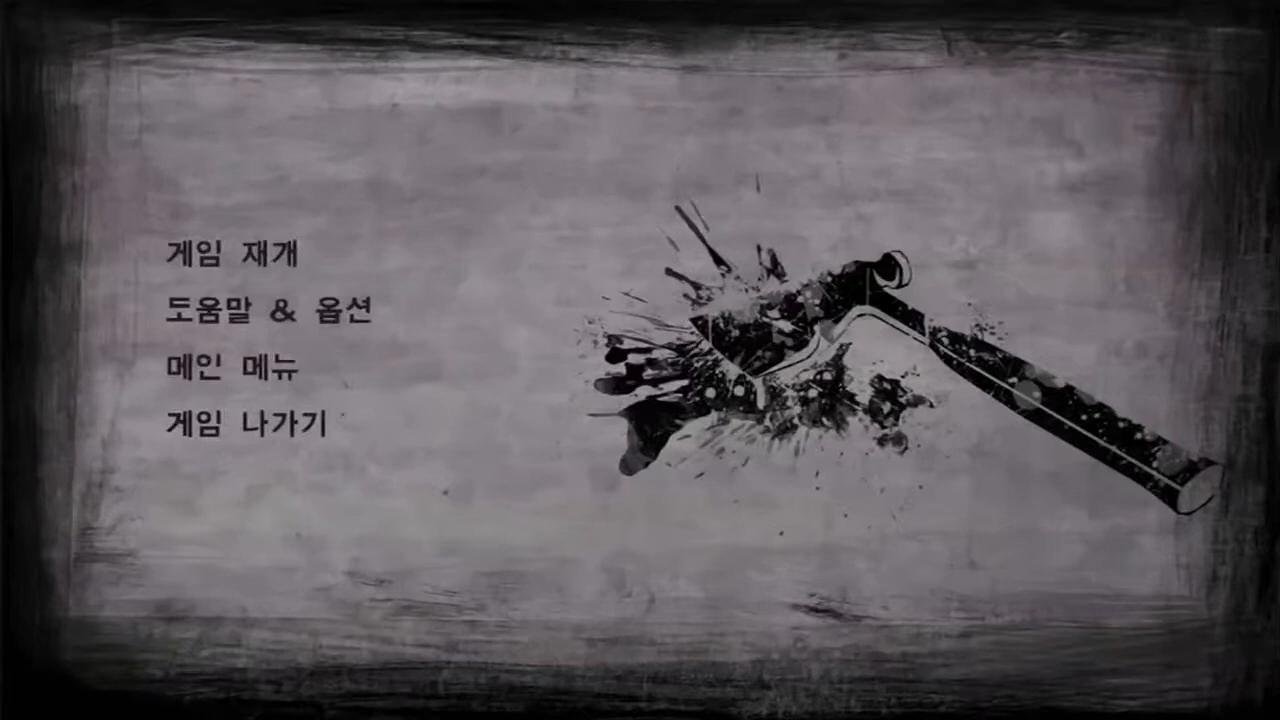 게임 재개
도움말 & 옵션
메인 메뉴
게임 나가기